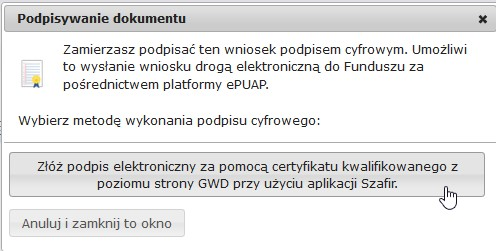 Podpisywanie dokumentu
Zamierzasz podpisać ten wniosek podpisem cyfrowym. Umożliwi
to wysłanie wniosku drogą elektroniczną do Funduszu za
pośrednictwem platformy ePUAP.
Wybierz metodę wykonania podpisu cyfrowego:
Złóż podpis elektroniczny za pomocą certyfikatu kwalifikowanego z
poziomu strony GWD przy użyciu aplikacji Szafir.
Anuluj i zamknij to okno